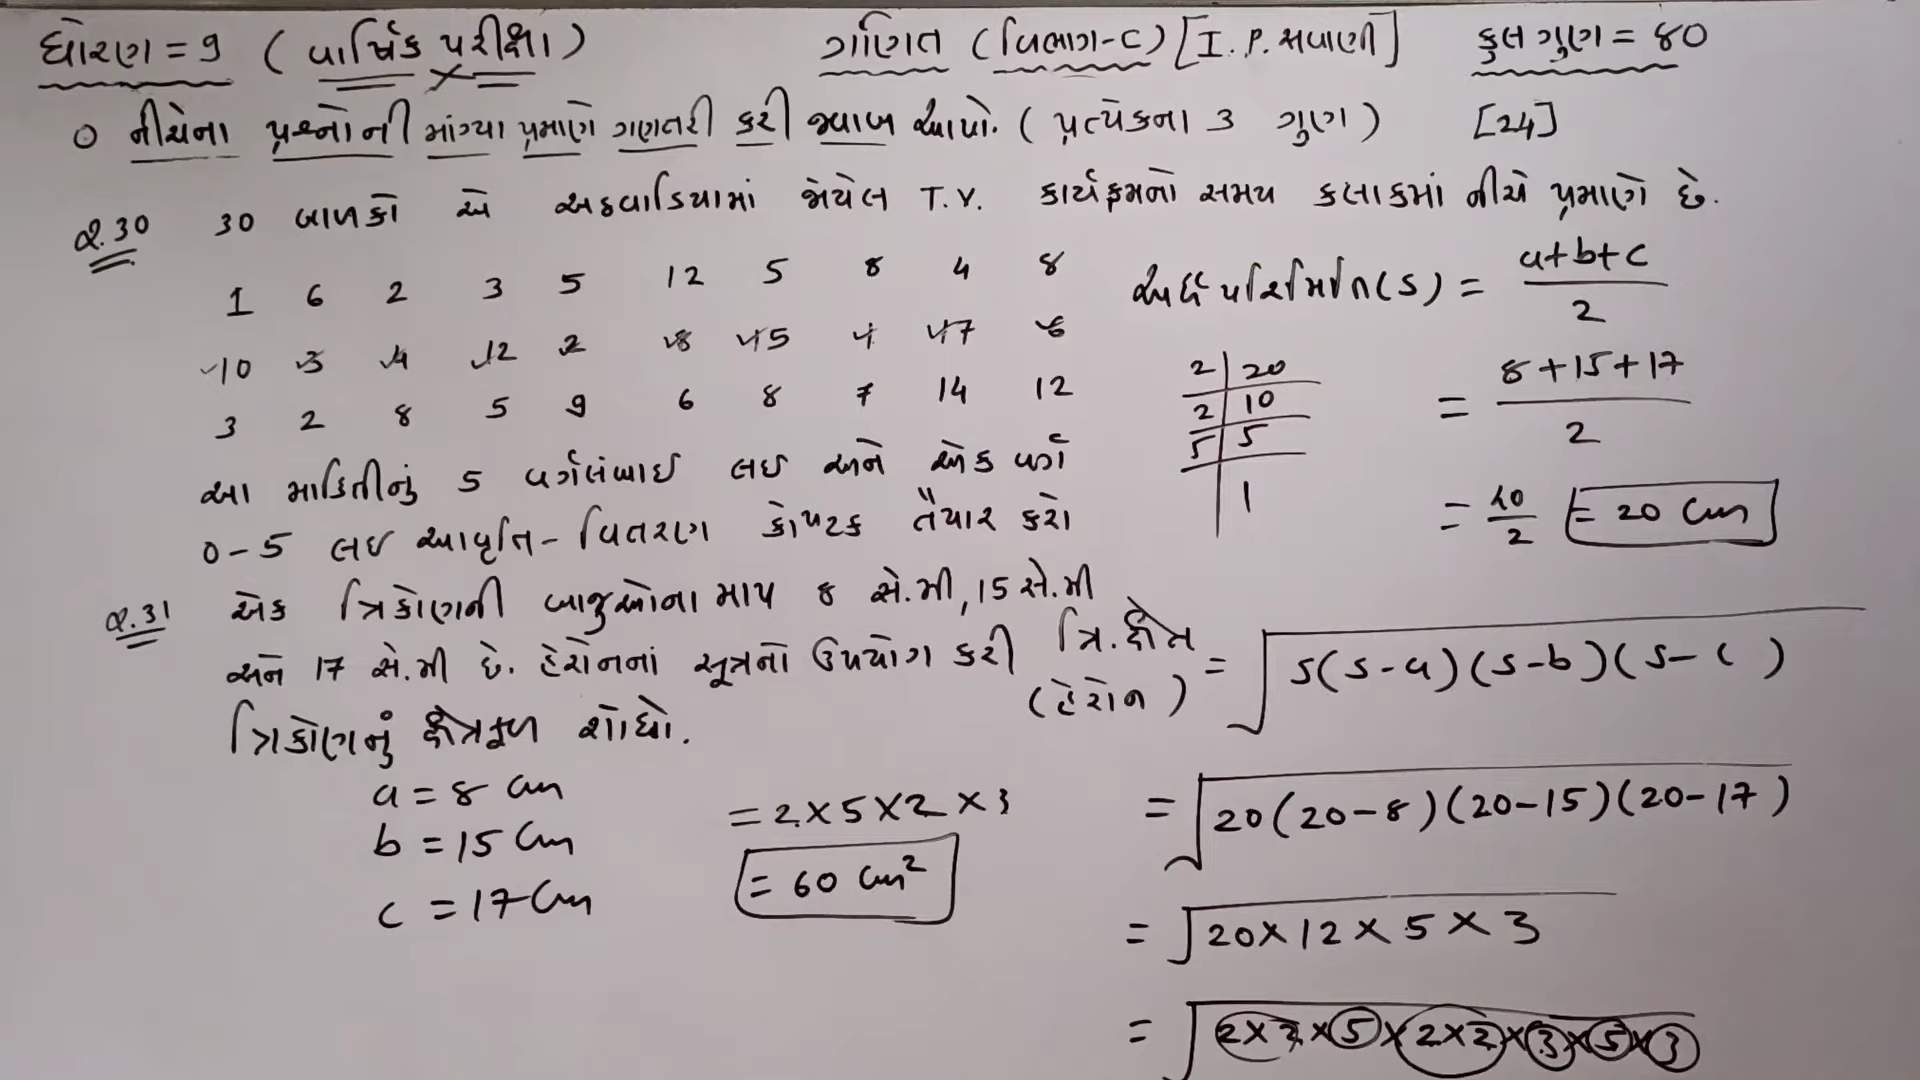 ધોરણ = 9 ( વાર્ષિક પરીક્ષા )
ગણિત (વિભાગ-C) [I. P. સવાણી]
કુલ ગુણ = 80
૦ નીચેના પ્રશ્નોની માંગ્યા પ્રમાણે ગણતરી કરી જવાબ આપો. ( પ્રત્યેકના 3 ગુણ ) [24]
Q.30 30 બાળકો એ અઠવાડિયામાં જોયેલ T.V. કાર્યક્રમનો સમય કલાકમાં નીચે પ્રમાણે છે.
1 6 2 3 5 12 5 8 4 8
10 3 4 12 2 8 15 1 17 6
3 2 8 5 9 6 8 7 14 12
આ માહિતીનું 5 વર્ગલંબાઈ લઇ અને એક વર્ગ
0-5 લઇ આવૃત્તિ-વિતરણ કોષ્ટક તૈયાર કરો
Q.31 એક ત્રિકોણની બાજુઓના માપ 8 સે.મી, 15 સે.મી
અને 17 સે.મી છે. હેરોનનાં સૂત્રનો ઉપયોગ કરી
ત્રિકોણનું ક્ષેત્રફળ શોધો.
a = 8 cm
b = 15 cm
c = 17 cm
અર્ધ પરિમિતિ (S) = a+b+c / 2
= 8+15+17 / 2
= 40 / 2 = 20 cm
2 | 20
2 | 10
5 | 5
| 1
ત્રિ. ક્ષેત્ર (હેરોન) = √S(S-a)(S-b)(S-c)
= √20(20-8)(20-15)(20-17)
= √20×12×5×3
= √2×2×5×2×2×3×5×3
= 2×5×2×3
= 60 cm²